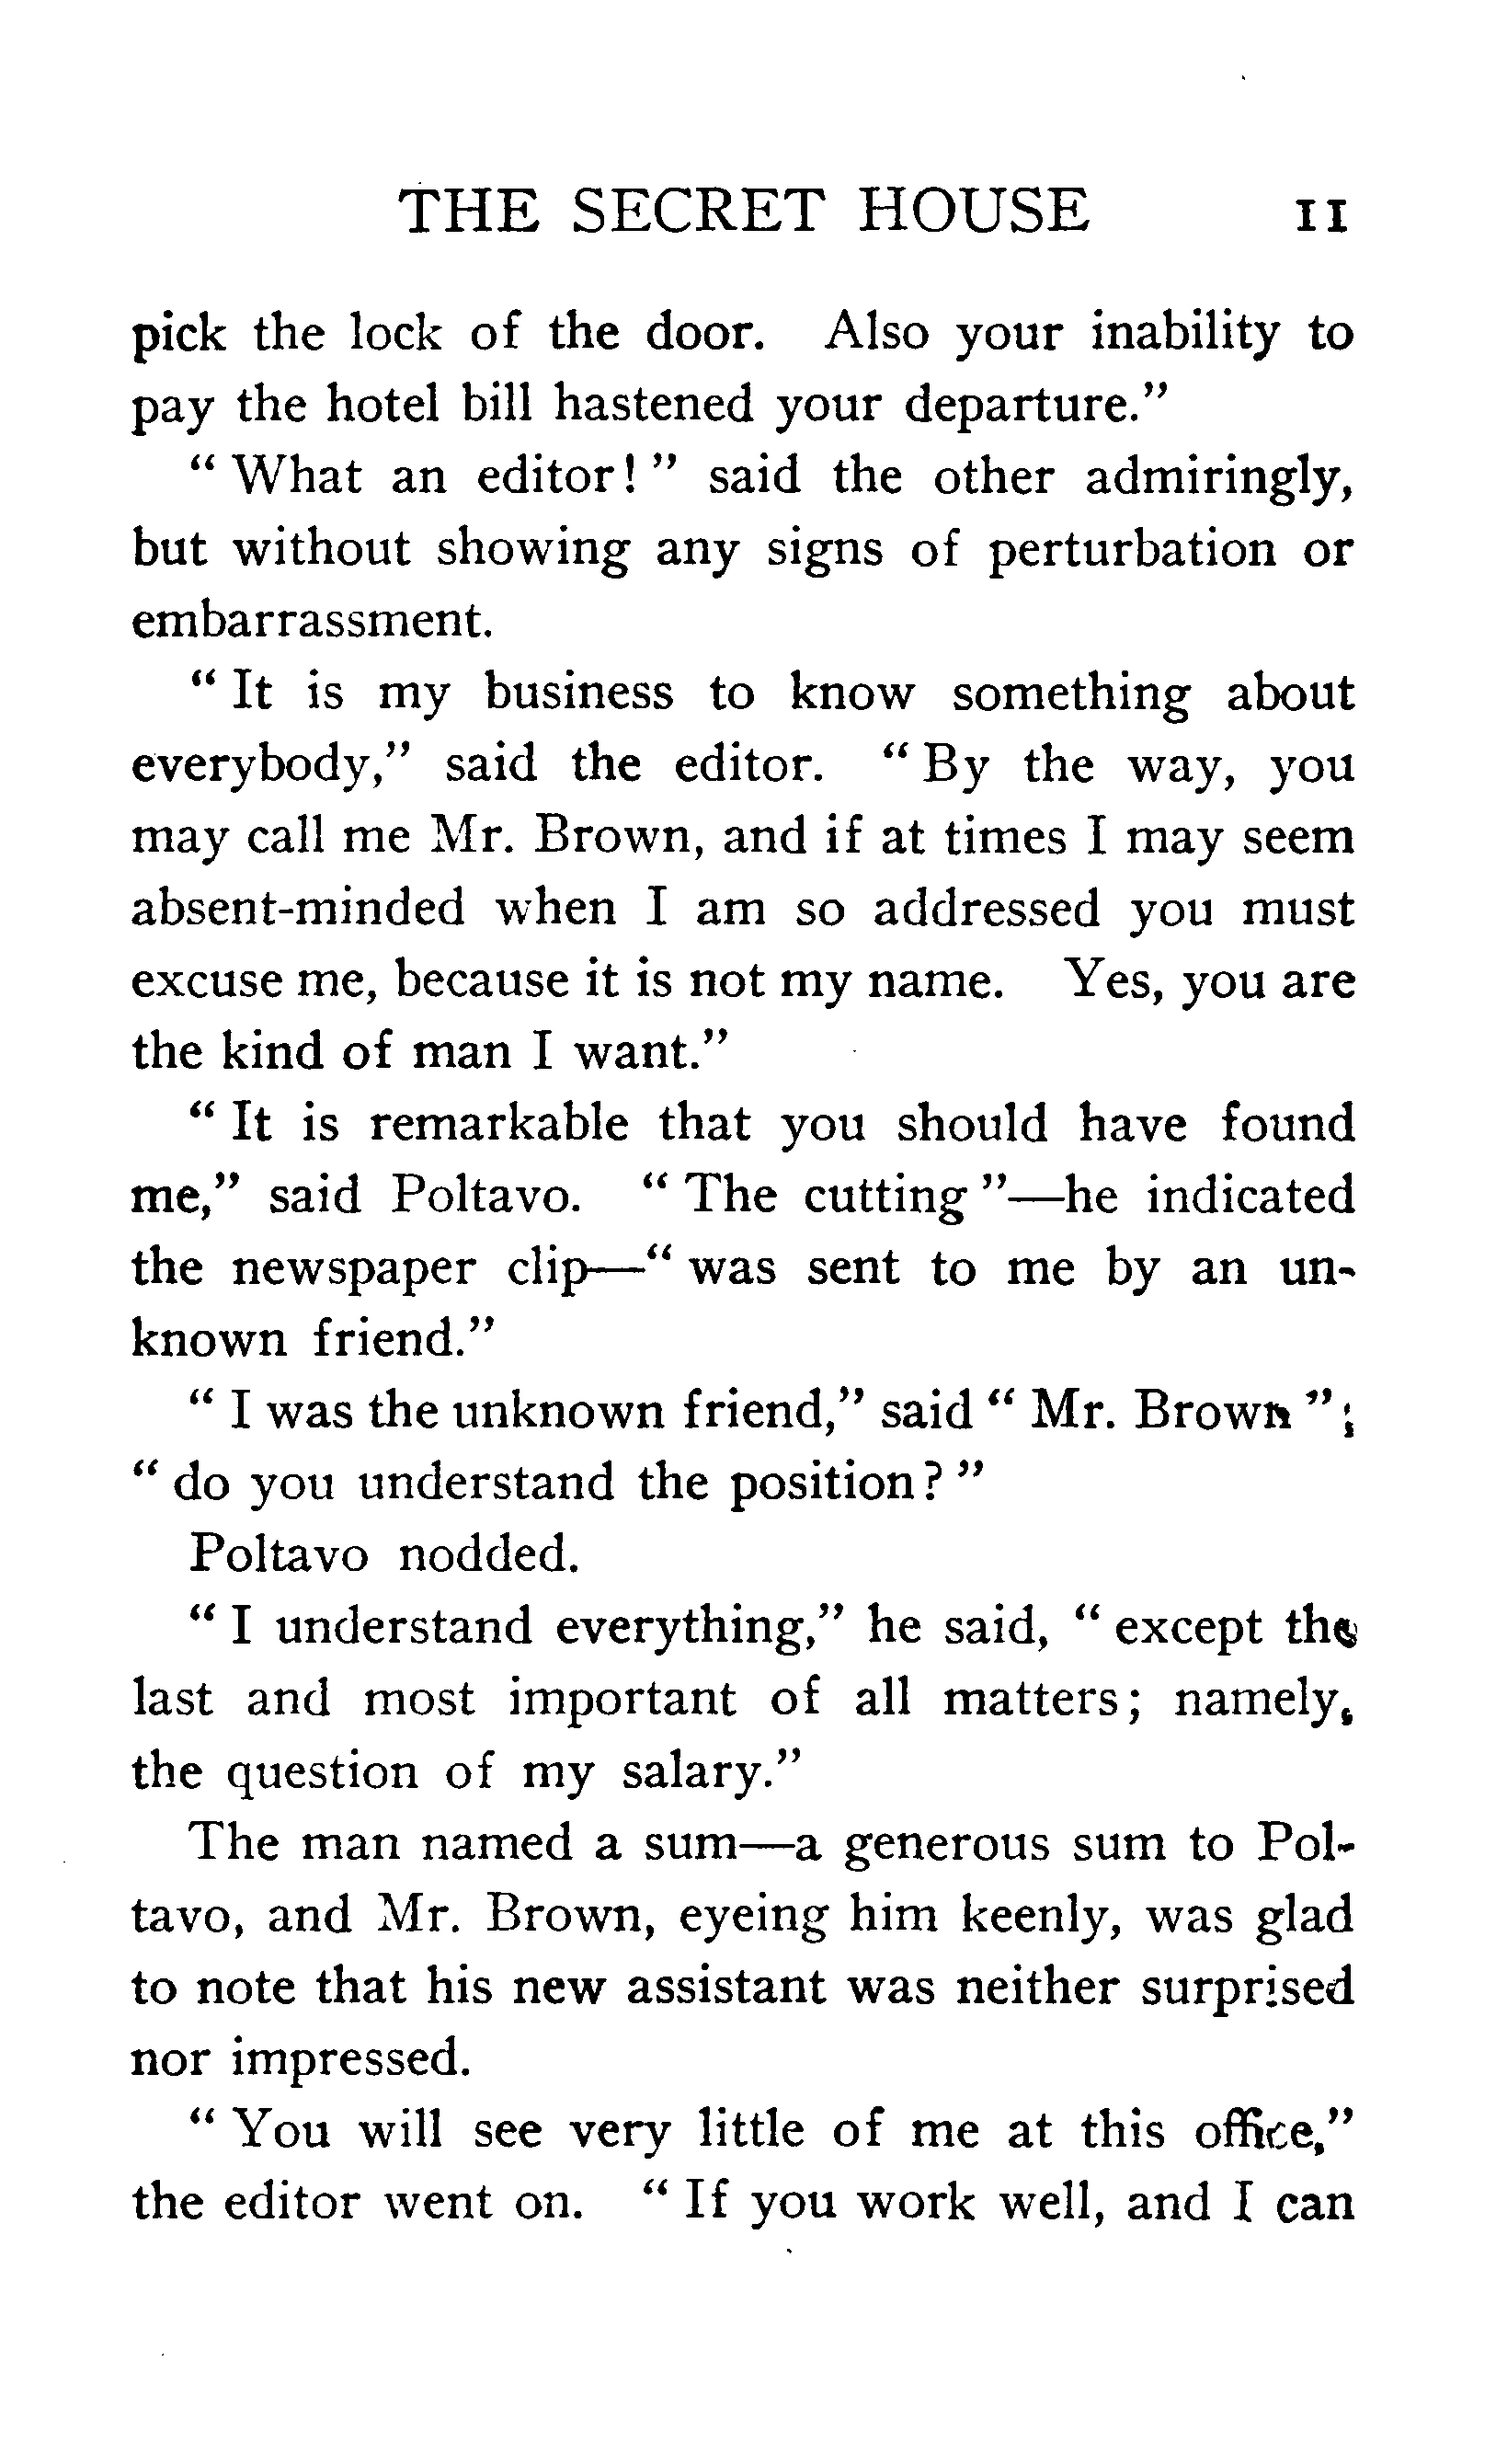 THE SECRET HOUSE 11
pick the lock of the door. Also your inability to
pay the hotel bill hastened your departure.”
“ What an editor! ” said the other admiringly,
but without showing any signs of perturbation or
embarrassment.
“ It is my business to know something about
everybody,” said the editor. “ By the way, you
may call me Mr. Brown, and if at times I may seem
absent-minded when I am so addressed you must
excuse me, because it is not my name. Yes, you are
the kind of man I want.”
“ It is remarkable that you should have found
me,” said Poltavo. “ The cutting ”—he indicated
the newspaper clip—“ was sent to me by an un-
known friend.”
“ I was the unknown friend,” said “ Mr. Brown ”;
“ do you understand the position? ”
Poltavo nodded.
“ I understand everything,” he said, “ except the
last and most important of all matters; namely,
the question of my salary.”
The man named a sum—a generous sum to Pol-
tavo, and Mr. Brown, eyeing him keenly, was glad
to note that his new assistant was neither surprised
nor impressed.
“ You will see very little of me at this office,”
the editor went on. “ If you work well, and I can